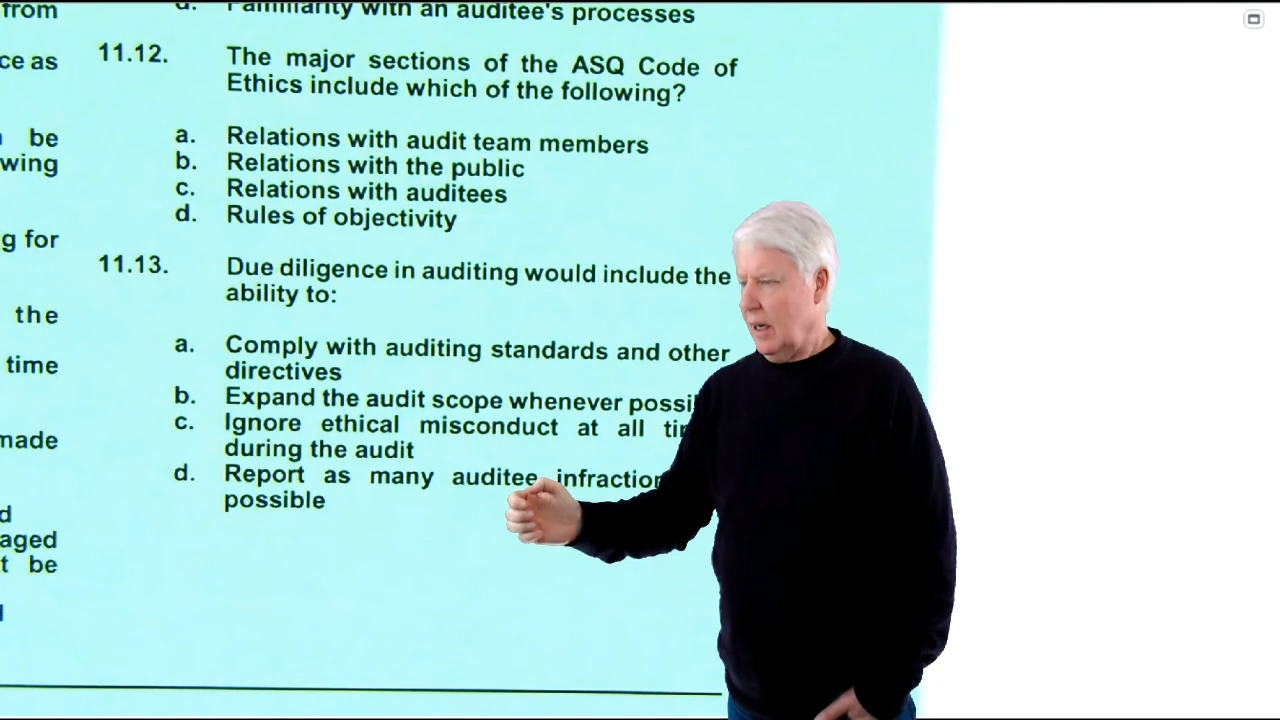 from
ce as
be
wing
g for
the
time
made
d
aged
t be
d. Familiarity with an auditee's processes
11.12. The major sections of the ASQ Code of
Ethics include which of the following?
a. Relations with audit team members
b. Relations with the public
c. Relations with auditees
d. Rules of objectivity
11.13. Due diligence in auditing would include the
ability to:
a. Comply with auditing standards and other
directives
b. Expand the audit scope whenever possi
c. Ignore ethical misconduct at all ti
during the audit
d. Report as many auditee infraction
possible